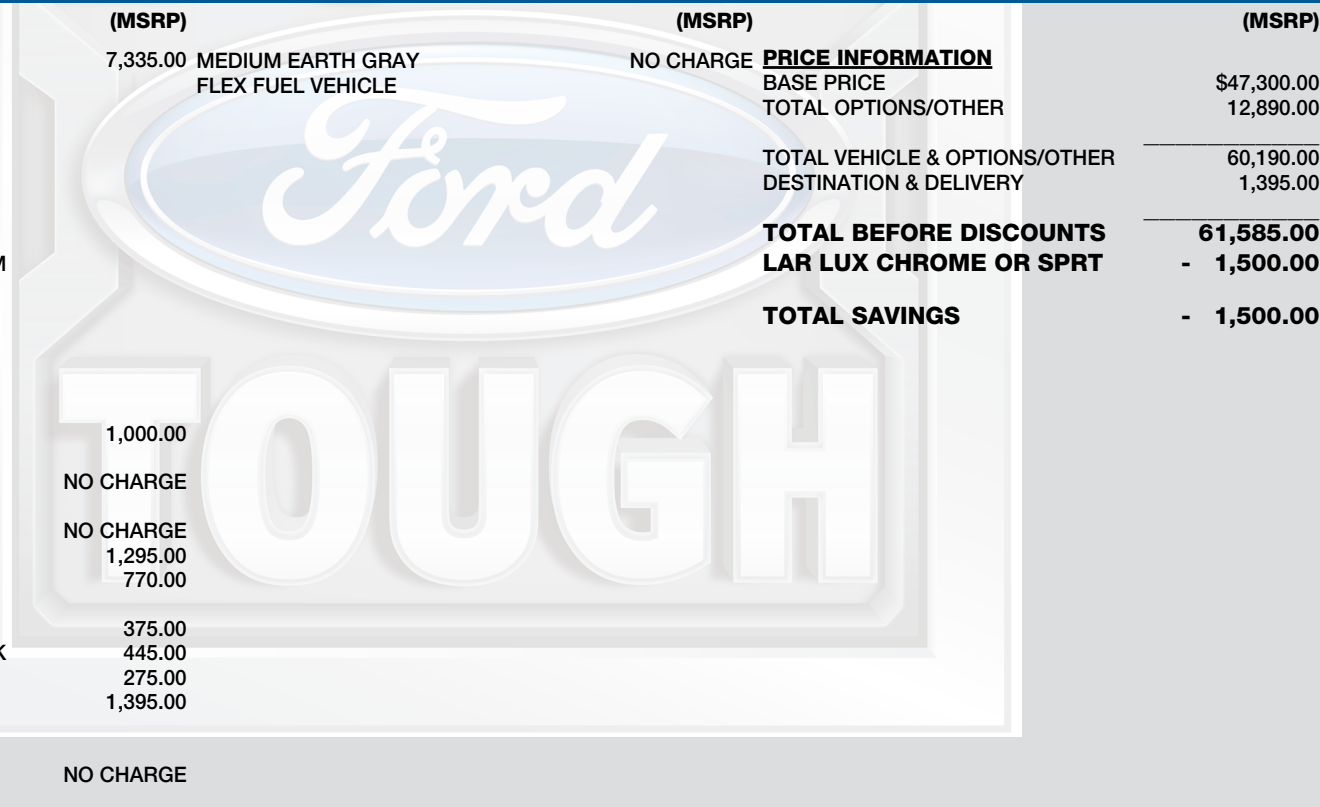 (MSRP)
7,335.00
M
1,000.00
NO CHARGE
NO CHARGE
1,295.00
770.00
375.00
K 445.00
275.00
1,395.00
NO CHARGE
(MSRP)
MEDIUM EARTH GRAY NO CHARGE
FLEX FUEL VEHICLE
(MSRP)
PRICE INFORMATION
BASE PRICE $47,300.00
TOTAL OPTIONS/OTHER 12,890.00
TOTAL VEHICLE & OPTIONS/OTHER 60,190.00
DESTINATION & DELIVERY 1,395.00
TOTAL BEFORE DISCOUNTS 61,585.00
LAR LUX CHROME OR SPRT - 1,500.00
TOTAL SAVINGS - 1,500.00
Ford
TOUGH